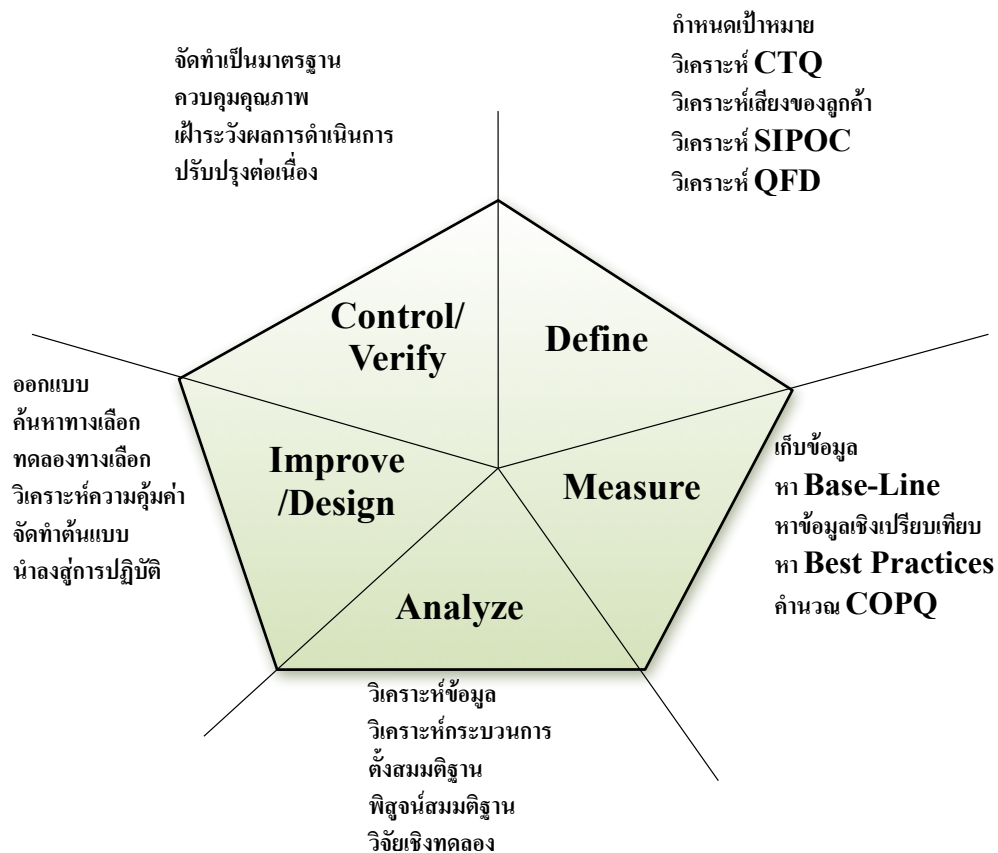 จัดทำเป็นมาตรฐาน
ควบคุมคุณภาพ
เฝ้าระวังผลการดำเนินการ
ปรับปรุงต่อเนื่อง
กำหนดเป้าหมาย
วิเคราะห์ CTQ
วิเคราะห์เสียงของลูกค้า
วิเคราะห์ SIPOC
วิเคราะห์ QFD
Control/
Verify
Define
ออกแบบ
ค้นหาทางเลือก
ทดลองทางเลือก
วิเคราะห์ความคุ้มค่า
จัดทำต้นแบบ
นำลงสู่การปฏิบัติ
Improve
/Design
Measure
เก็บข้อมูล
หา Base-Line
หาข้อมูลเชิงเปรียบเทียบ
หา Best Practices
คำนวณ COPQ
Analyze
วิเคราะห์ข้อมูล
วิเคราะห์กระบวนการ
ตั้งสมมติฐาน
พิสูจน์สมมติฐาน
วิจัยเชิงทดลอง